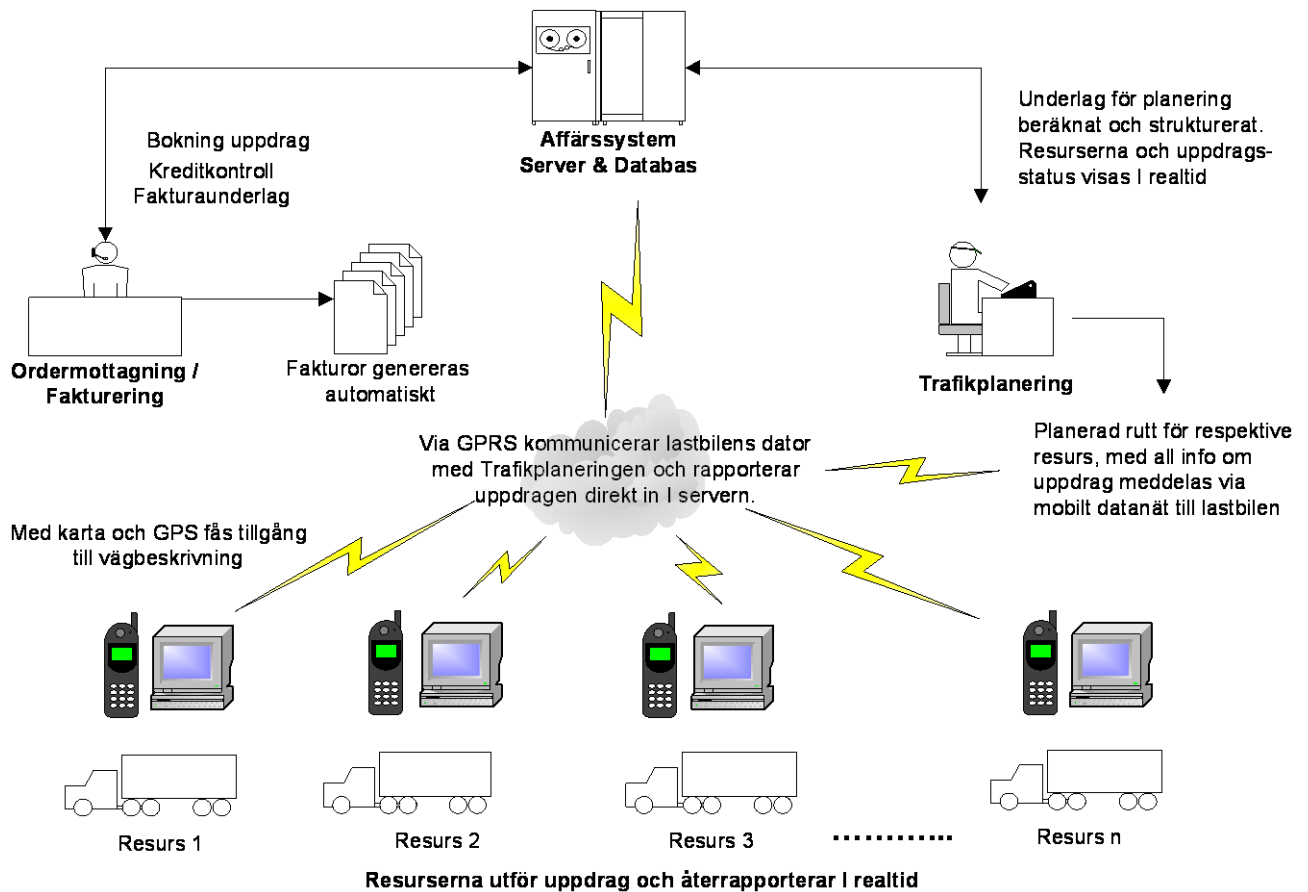 Affärssystem
Server & Databas
Bokning uppdrag
Kreditkontroll
Fakturaunderlag
Underlag för planering
beräknat och strukturerat.
Resurserna och uppdrags-
status visas I realtid
Ordermottagning /
Fakturering
Fakturor genereras
automatiskt
Trafikplanering
Via GPRS kommunicerar lastbilens dator
med Trafikplaneringen och rapporterar
uppdragen direkt in I servern.
Planerad rutt för respektive
resurs, med all info om
uppdrag meddelas via
mobilt datanät till lastbilen
Med karta och GPS fås tillgång
till vägbeskrivning
Resurs 1
Resurs 2
Resurs 3
Resurs n
Resurserna utför uppdrag och återrapporterar I realtid